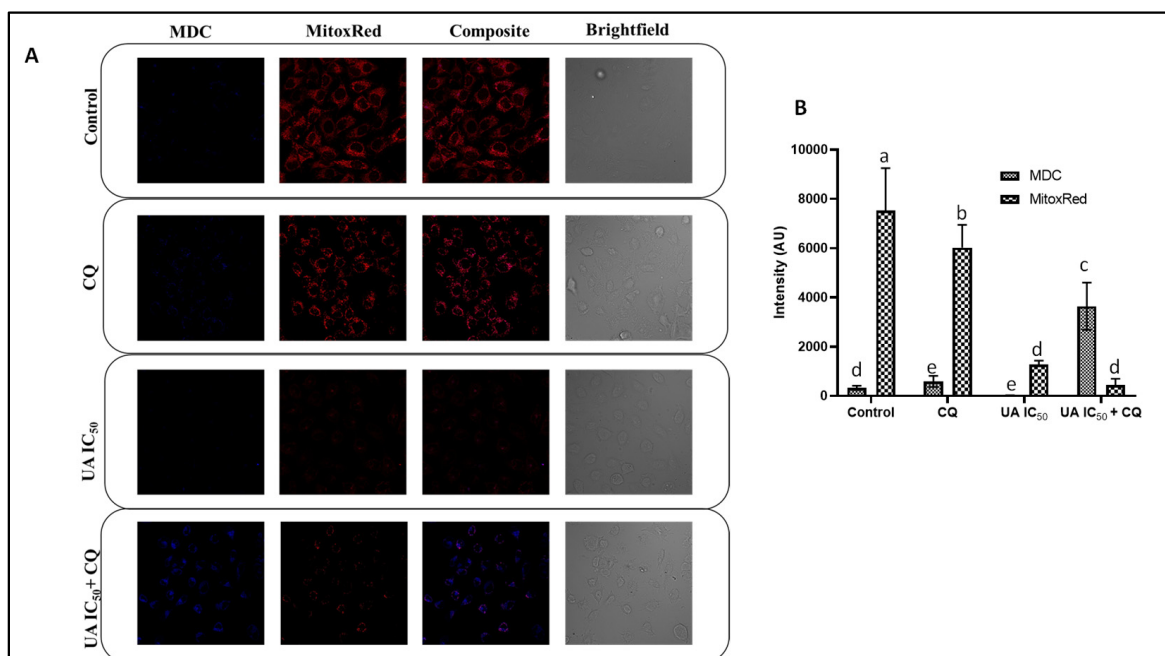 A
MDC MitoxRed Composite Brightfield
Control
CQ
UA IC50
UA IC50+ CQ
B
10000
8000
6000
4000
2000
0
Intensity (AU)
MDC
MitoxRed
a
b
c
d
d
e
e
d
Control CQ UA IC50 UA IC50 + CQ